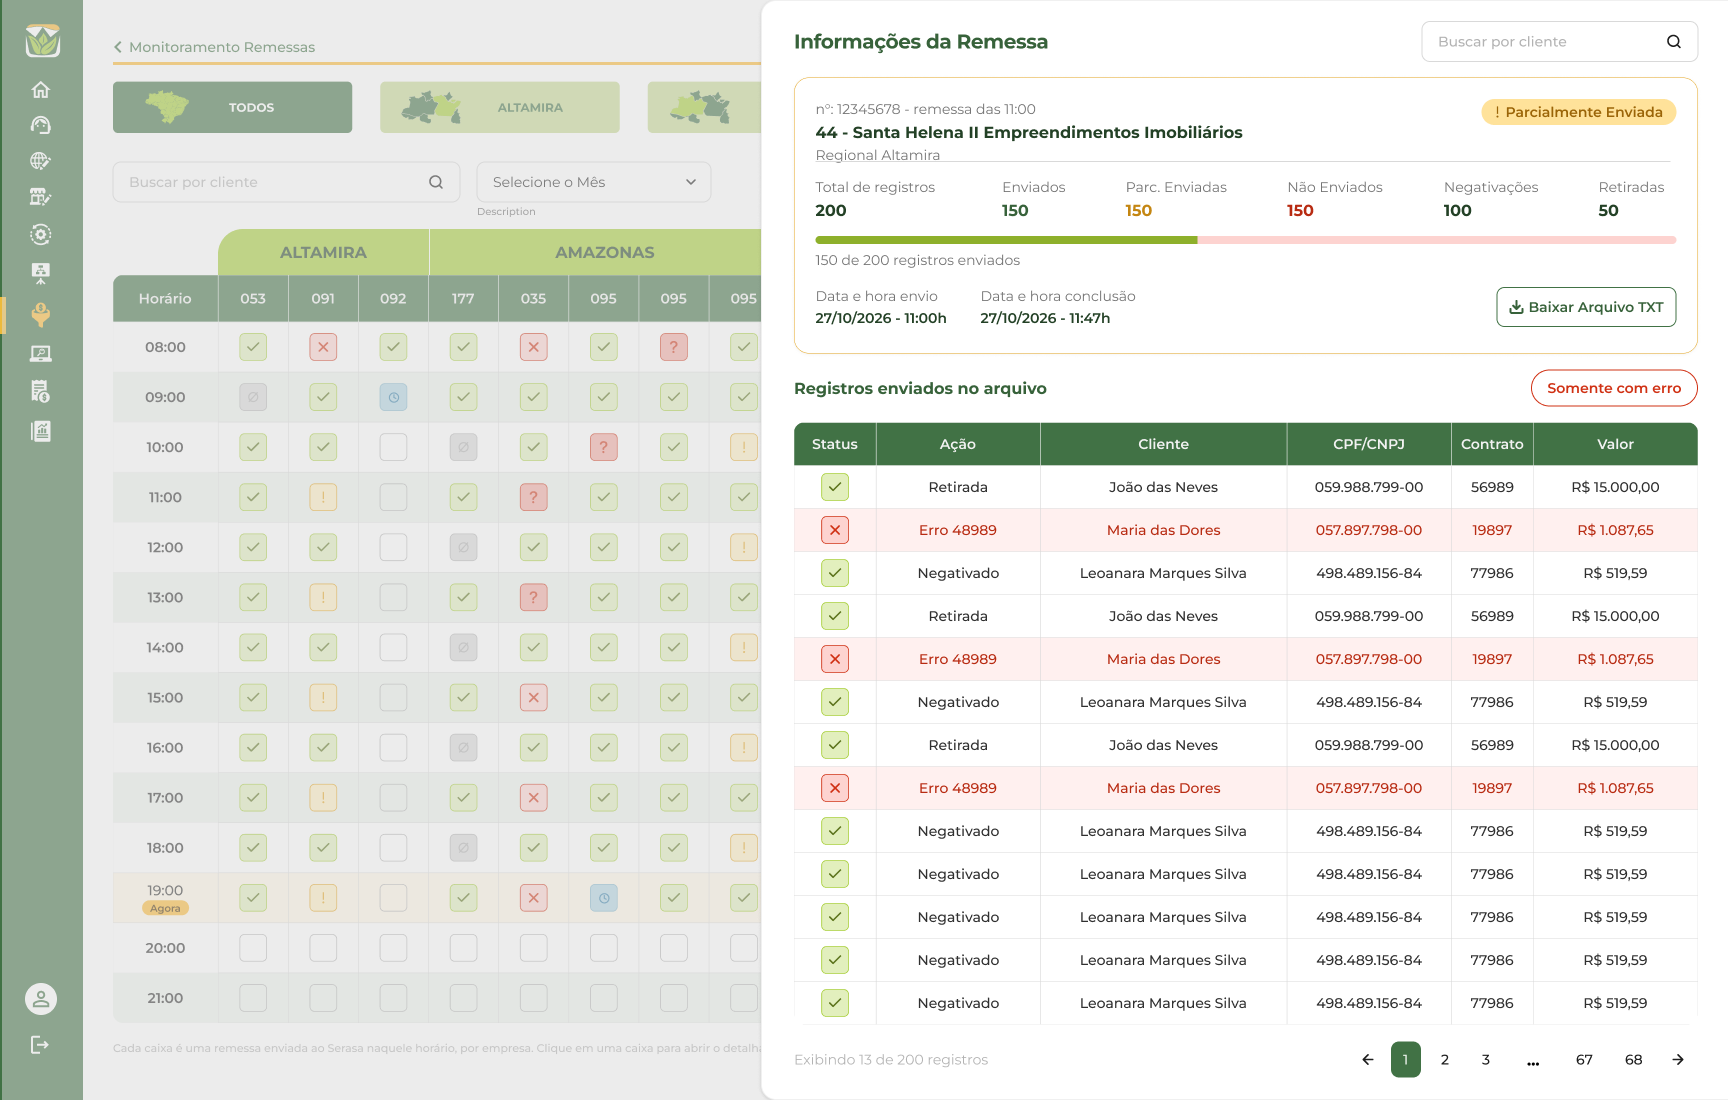 Monitoramento Remessas
TODOS
ALTAMIRA
Buscar por cliente
Selecione o Mês
Description
ALTAMIRA AMAZONAS
Horário 053 091 092 177 035 095 095 095
08:00
09:00
10:00
11:00
12:00
13:00
14:00
15:00
16:00
17:00
18:00
19:00
Agora
20:00
21:00
Cada caixa é uma remessa enviada ao Serasa naquele horário, por empresa. Clique em uma caixa para abrir o detalha
Informações da Remessa
Buscar por cliente
n°: 12345678 - remessa das 11:00
! Parcialmente Enviada
44 - Santa Helena II Empreendimentos Imobiliários
Regional Altamira
Total de registros Enviados Parc. Enviadas Não Enviados Negativações Retiradas
200 150 150 150 100 50
150 de 200 registros enviados
Data e hora envio Data e hora conclusão
27/10/2026 - 11:00h 27/10/2026 - 11:47h
Baixar Arquivo TXT
Registros enviados no arquivo
Somente com erro
Status Ação Cliente CPF/CNPJ Contrato Valor
Retirada João das Neves 059.988.799-00 56989 R$ 15.000,00
Erro 48989 Maria das Dores 057.897.798-00 19897 R$ 1.087,65
Negativado Leoanara Marques Silva 498.489.156-84 77986 R$ 519,59
Retirada João das Neves 059.988.799-00 56989 R$ 15.000,00
Erro 48989 Maria das Dores 057.897.798-00 19897 R$ 1.087,65
Negativado Leoanara Marques Silva 498.489.156-84 77986 R$ 519,59
Retirada João das Neves 059.988.799-00 56989 R$ 15.000,00
Erro 48989 Maria das Dores 057.897.798-00 19897 R$ 1.087,65
Negativado Leoanara Marques Silva 498.489.156-84 77986 R$ 519,59
Negativado Leoanara Marques Silva 498.489.156-84 77986 R$ 519,59
Negativado Leoanara Marques Silva 498.489.156-84 77986 R$ 519,59
Negativado Leoanara Marques Silva 498.489.156-84 77986 R$ 519,59
Negativado Leoanara Marques Silva 498.489.156-84 77986 R$ 519,59
Exibindo 13 de 200 registros
1 2 3 ... 67 68